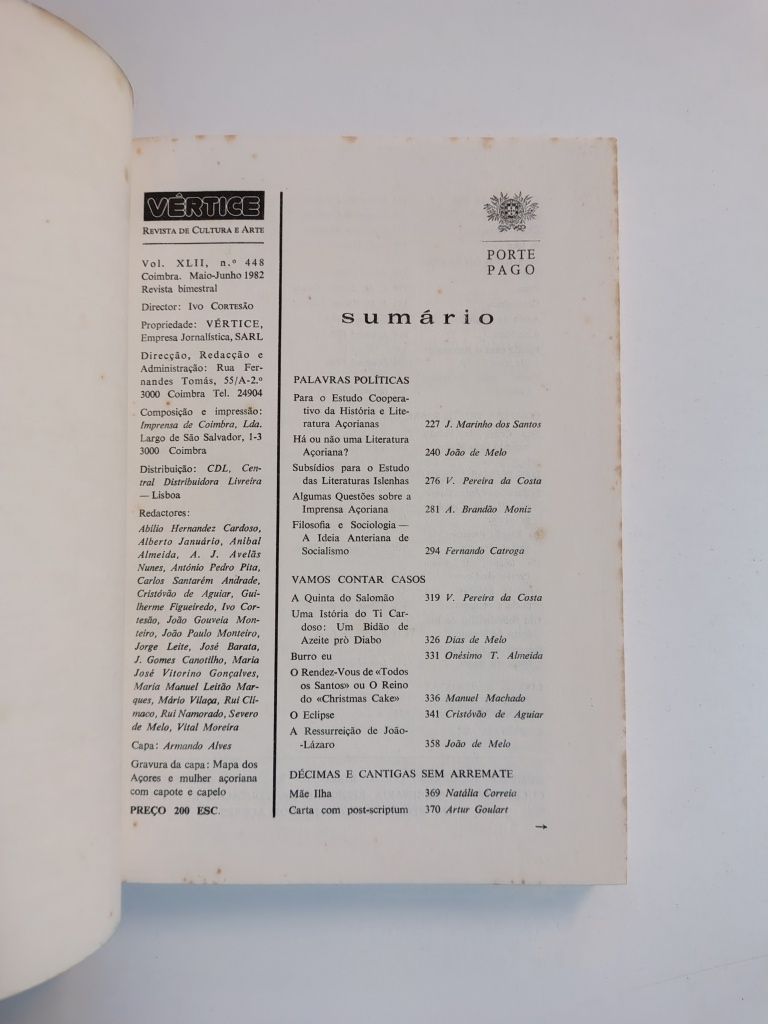 VÉRTICE
REVISTA DE CULTURA E ARTE
Vol. XLII, n.º 448
Coimbra. Maio-Junho 1982
Revista bimestral
Director: IVO CORTESÃO
Propriedade: VÉRTICE,
Empresa Jornalística, SARL
Direcção, Redacção e
Administração: Rua Fer-
nandes Tomás, 55/A-2.º
3000 Coimbra Tel. 24904
Composição e impressão:
Imprensa de Coimbra, Lda.
Largo de São Salvador, 1-3
3000 Coimbra
Distribuição: CDL, Cen-
tral Distribuidora Livreira
— Lisboa
Redactores:
Abílio Hernandez Cardoso,
Alberto Januário, Aníbal
Almeida, A. J. Avelãs
Nunes, António Pedro Pita,
Carlos Santarém Andrade,
Cristóvão de Aguiar, Gui-
lherme Figueiredo, Ivo Cor-
tesão, João Gouveia Mon-
teiro, João Paulo Monteiro,
Jorge Leite, José Barata,
J. Gomes Canotilho, Maria
José Vitorino Gonçalves,
Maria Manuel Leitão Mar-
ques, Mário Vilaça, Rui Clí-
maco, Rui Namorado, Severo
de Melo, Vital Moreira
Capa: Armando Alves
Gravura da capa: Mapa dos
Açores e mulher açoriana
com capote e capelo
PREÇO 200 ESC.
PORTE
PAGO
sumário
PALAVRAS POLÍTICAS
Para o Estudo Coopera-
tivo da História e Lite-
ratura Açorianas 227 J. Marinho dos Santos
Há ou não uma Literatura
Açoriana? 240 João de Melo
Subsídios para o Estudo
das Literaturas Islenhas 276 V. Pereira da Costa
Algumas Questões sobre a
Imprensa Açoriana 281 A. Brandão Moniz
Filosofia e Sociologia —
A Ideia Anteriana de
Socialismo 294 Fernando Catroga
VAMOS CONTAR CASOS
A Quinta do Salomão 319 V. Pereira da Costa
Uma Istória do Ti Car-
doso: Um Bidão de
Azeite prò Diabo 326 Dias de Melo
Burro eu 331 Onésimo T. Almeida
O Rendez-Vous de «Todos
os Santos» ou O Reino
do «Christmas Cake» 336 Manuel Machado
O Eclipse 341 Cristóvão de Aguiar
A Ressurreição de João-
-Lázaro 358 João de Melo
DÉCIMAS E CANTIGAS SEM ARREMATE
Mãe Ilha 369 Natália Correia
Carta com post-scriptum 370 Artur Goulart
→